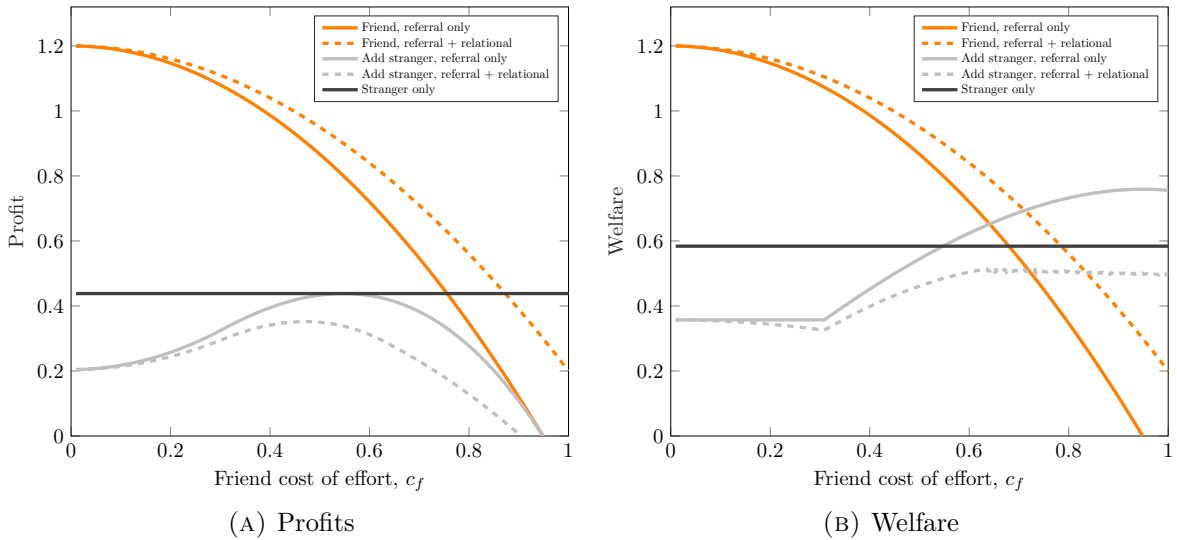 Friend, referral only
Friend, referral + relational
Add stranger, referral only
Add stranger, referral + relational
Stranger only
Profit
1.2
1
0.8
0.6
0.4
0.2
0
0 0.2 0.4 0.6 0.8 1
Friend cost of effort, c_f
(A) Profits
Friend, referral only
Friend, referral + relational
Add stranger, referral only
Add stranger, referral + relational
Stranger only
Welfare
1.2
1
0.8
0.6
0.4
0.2
0
0 0.2 0.4 0.6 0.8 1
Friend cost of effort, c_f
(B) Welfare